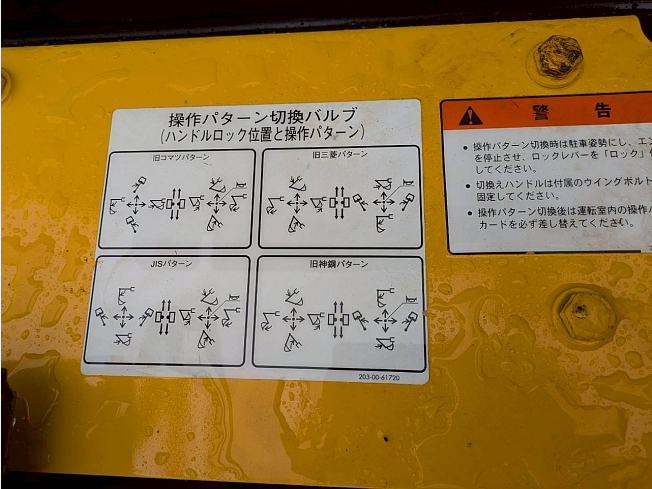 操作パターン切換バルブ
(ハンドルロック位置と操作パターン)
旧コマツパターン
旧三菱パターン
JISパターン
旧神鋼パターン
203-00-61720
警告
• 操作パターン切換時は駐車姿勢にし、エン
を停止させ、ロックレバーを「ロック」
してください。
• 切換えハンドルは付属のウイングボルト
固定してください。
• 操作パターン切換後は運転室内の操作パ
カードを必ず差し替えてください。